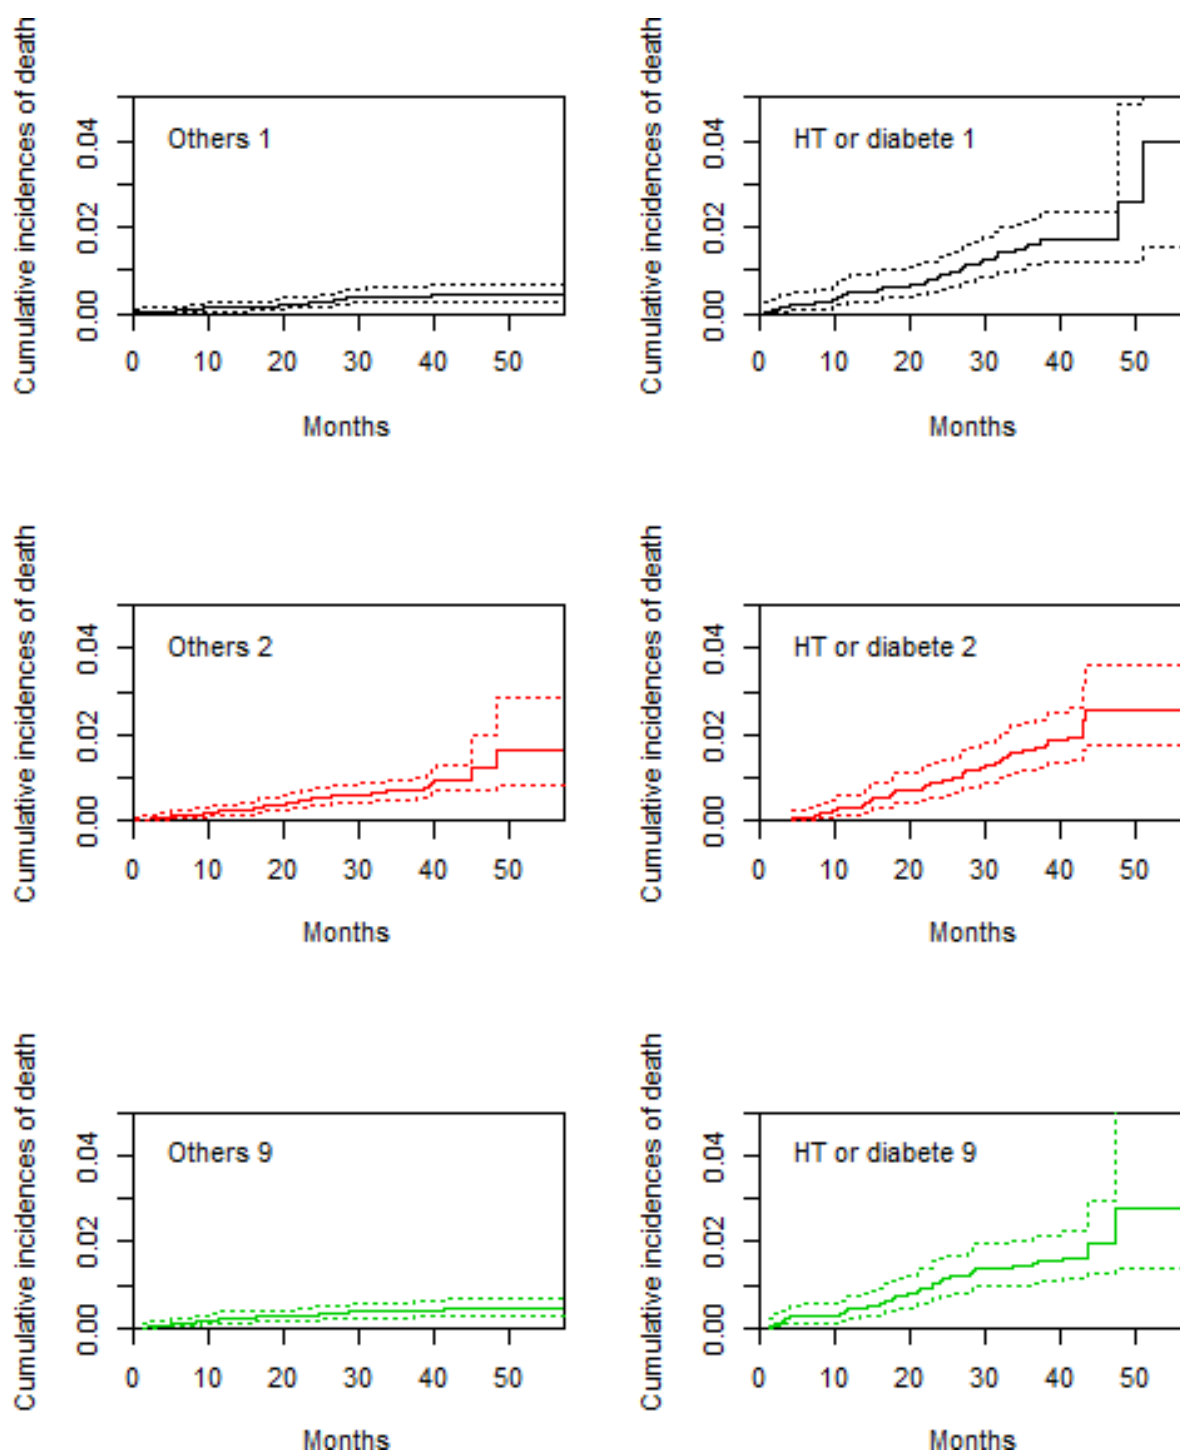 Cumulative incidences of death
0.00 0.02 0.04
Others 1
0 10 20 30 40 50
Months
Cumulative incidences of death
0.00 0.02 0.04
HT or diabete 1
0 10 20 30 40 50
Months
Cumulative incidences of death
0.00 0.02 0.04
Others 2
0 10 20 30 40 50
Months
Cumulative incidences of death
0.00 0.02 0.04
HT or diabete 2
0 10 20 30 40 50
Months
Cumulative incidences of death
0.00 0.02 0.04
Others 9
0 10 20 30 40 50
Months
Cumulative incidences of death
0.00 0.02 0.04
HT or diabete 9
0 10 20 30 40 50
Months